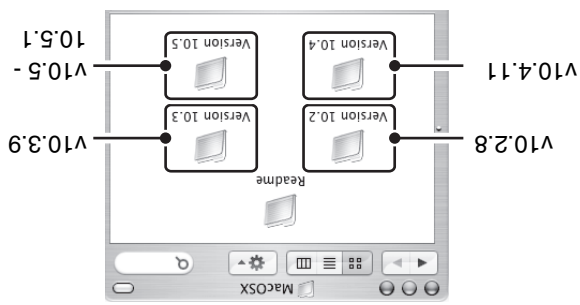 MacOSX
Readme
v10.2.8
Version 10.2
Version 10.3
v10.3.9
v10.4.11
Version 10.4
Version 10.5
v10.5 -
10.5.1